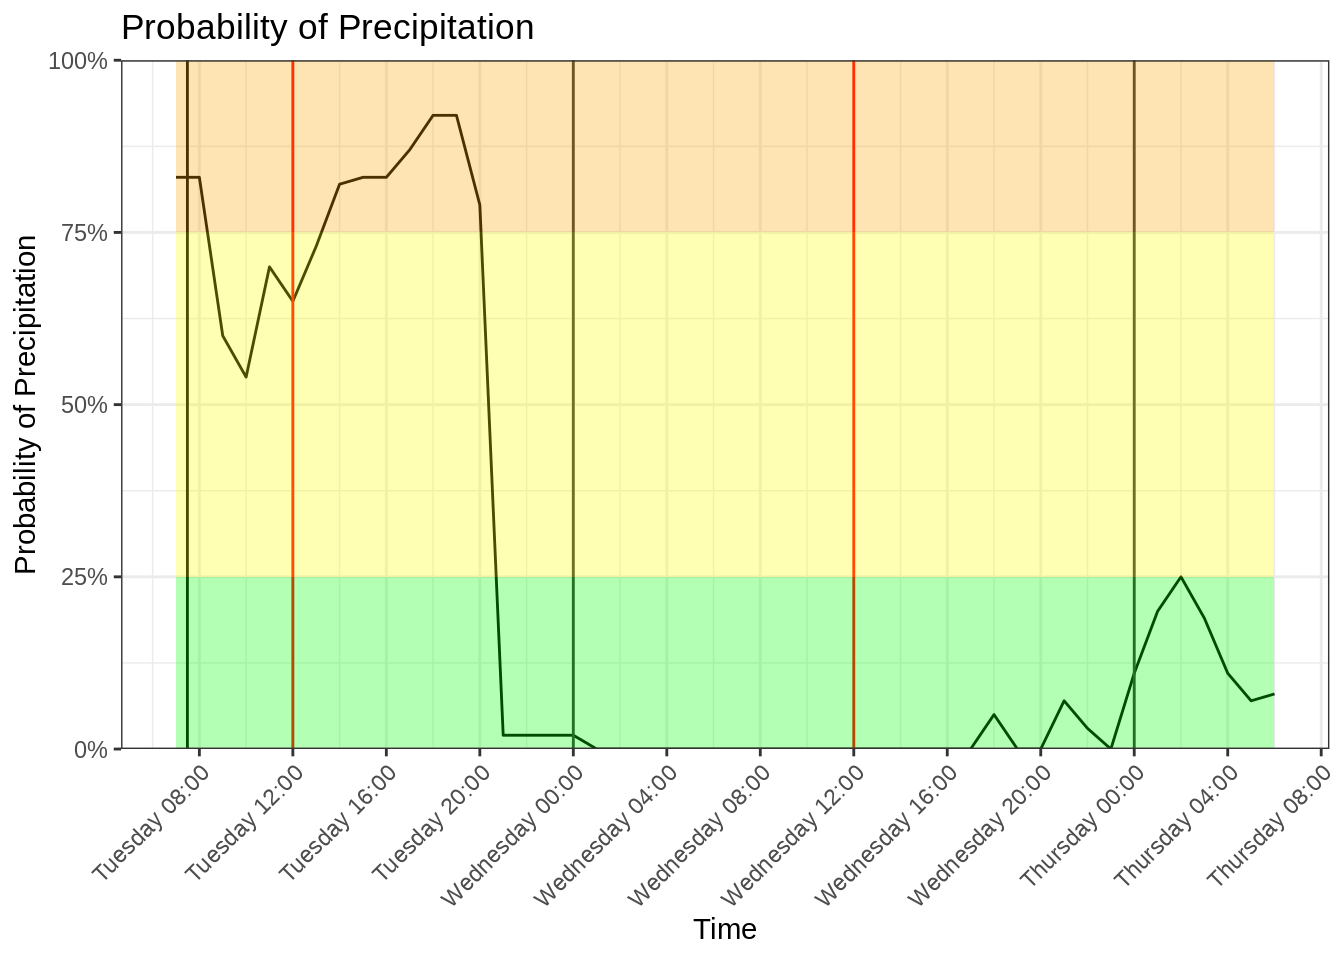 Probability of Precipitation
Probability of Precipitation
100%
75%
50%
25%
0%
Tuesday 08:00
Tuesday 12:00
Tuesday 16:00
Tuesday 20:00
Wednesday 00:00
Wednesday 04:00
Wednesday 08:00
Wednesday 12:00
Wednesday 16:00
Wednesday 20:00
Thursday 00:00
Thursday 04:00
Thursday 08:00
Time